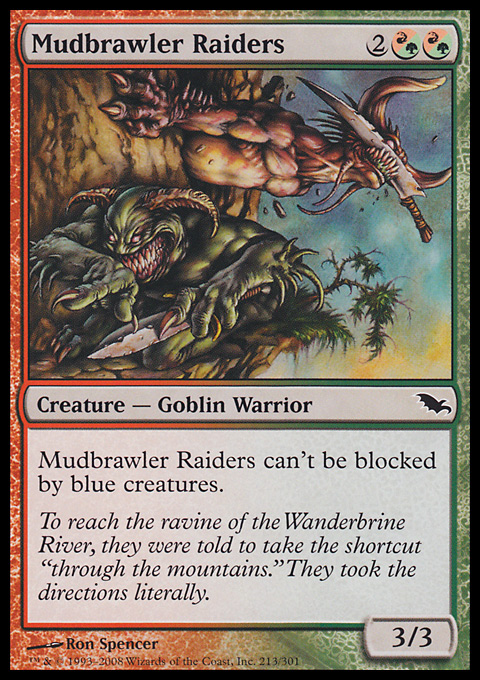 Mudbrawler Raiders 2
Creature — Goblin Warrior
Mudbrawler Raiders can't be blocked
by blue creatures.
To reach the ravine of the Wanderbrine
River, they were told to take the shortcut
“through the mountains.” They took the
directions literally.
Ron Spencer
™ & © 1993–2008 Wizards of the Coast, Inc. 213/301
3/3